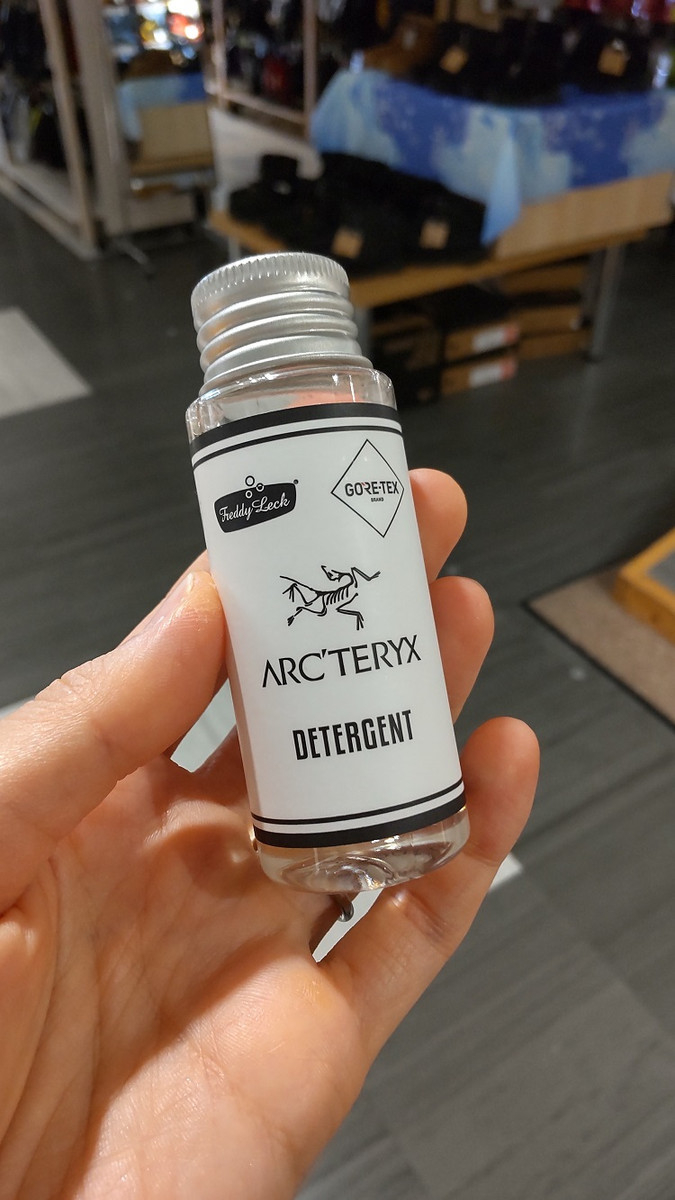 Freddy Leck
GORE-TEX
BRAND
ARC'TERYX
DETERGENT